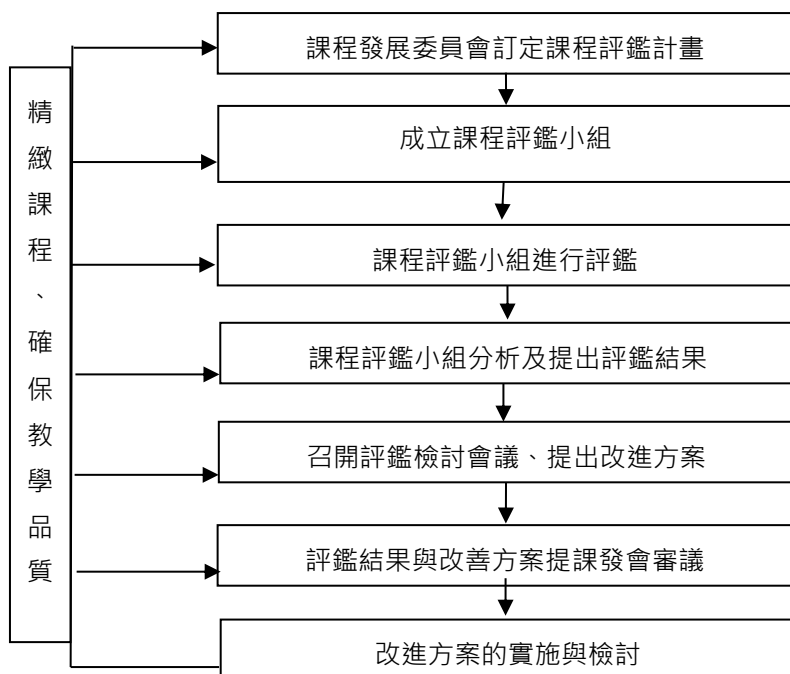 精緻課程、確保教學品質
課程發展委員會訂定課程評鑑計畫
成立課程評鑑小組
課程評鑑小組進行評鑑
課程評鑑小組分析及提出評鑑結果
召開評鑑檢討會議、提出改進方案
評鑑結果與改善方案提課發會審議
改進方案的實施與檢討